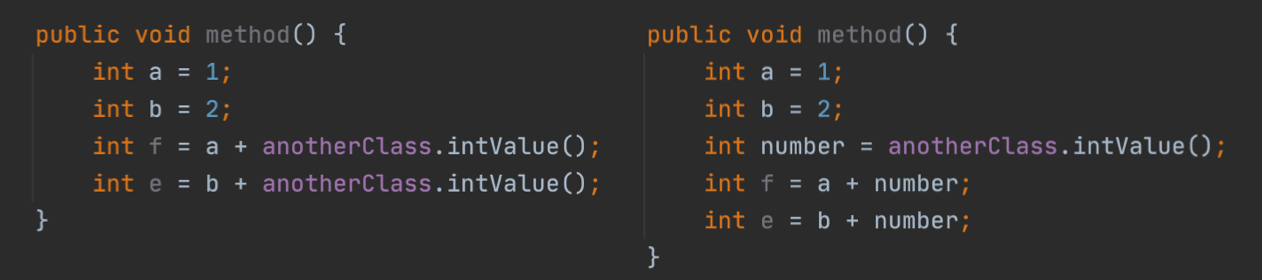 public void method() {
int a = 1;
int b = 2;
int f = a + anotherClass.intValue();
int e = b + anotherClass.intValue();
}
public void method() {
int a = 1;
int b = 2;
int number = anotherClass.intValue();
int f = a + number;
int e = b + number;
}